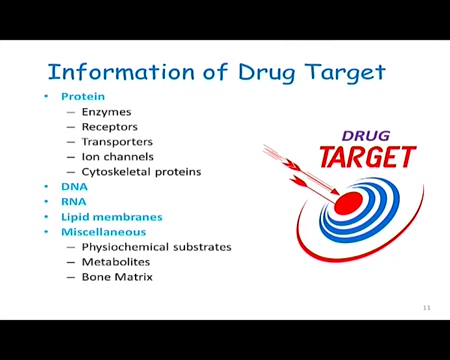 Information of Drug Target
• Protein
– Enzymes
– Receptors
– Transporters
– Ion channels
– Cytoskeletal proteins
• DNA
• RNA
• Lipid membranes
• Miscellaneous
– Physiochemical substrates
– Metabolites
– Bone Matrix
DRUG
TARGET
11